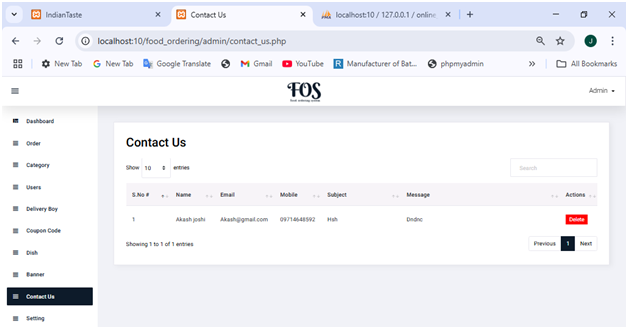 IndianTaste
Contact Us
localhost:10 / 127.0.0.1 / online
localhost:10/food_ordering/admin/contact_us.php
J
New Tab
New Tab
Google Translate
Gmail
YouTube
R Manufacturer of Bat...
phpmyadmin
All Bookmarks
FOS
food ordering online
Admin
Dashboard
Order
Category
Users
Delivery Boy
Coupon Code
Dish
Banner
Contact Us
Setting
Contact Us
Show 10 entries
Search
S.No # Name Email Mobile Subject Message Actions
1 Akash joshi Akash@gmail.com 09714648592 Hsh Dndnc Delete
Showing 1 to 1 of 1 entries
Previous 1 Next